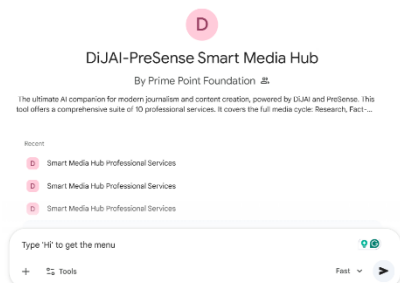 D
DiJAI-PreSense Smart Media Hub
By Prime Point Foundation
The ultimate AI companion for modern journalism and content creation, powered by DiJAI and PreSense. This
tool offers a comprehensive suite of 10 professional services. It covers the full media cycle: Research, Fact-...
Recent
D Smart Media Hub Professional Services
D Smart Media Hub Professional Services
D Smart Media Hub Professional Services
Type 'Hi' to get the menu
+ Tools Fast